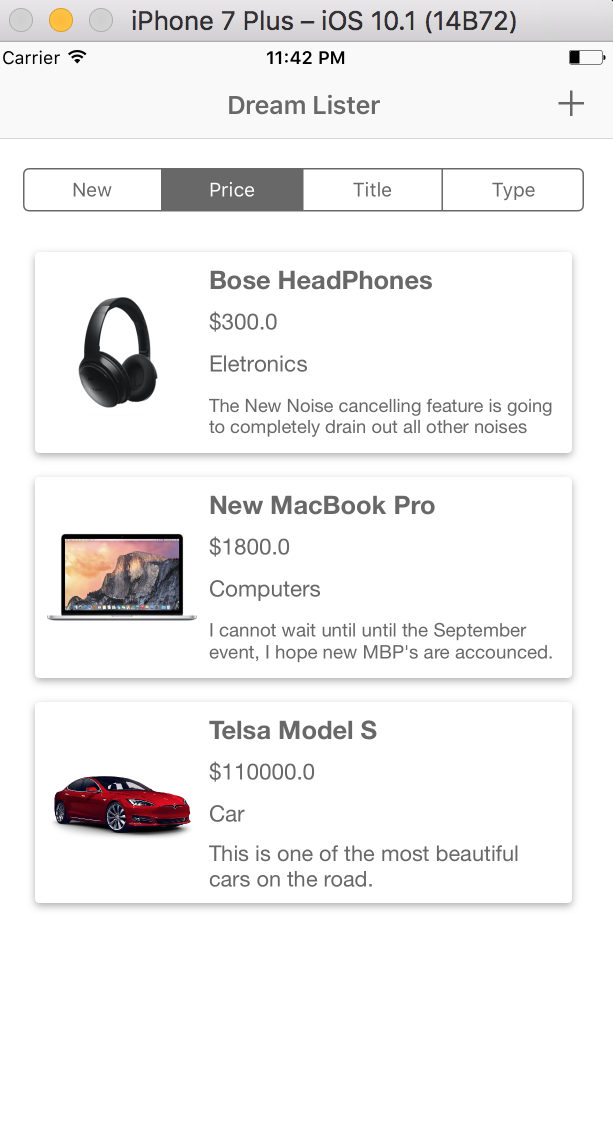 iPhone 7 Plus – iOS 10.1 (14B72)
Carrier 11:42 PM
Dream Lister +
New Price Title Type
Bose HeadPhones
$300.0
Eletronics
The New Noise cancelling feature is going
to completely drain out all other noises
New MacBook Pro
$1800.0
Computers
I cannot wait until until the September
event, I hope new MBP's are accounced.
Telsa Model S
$110000.0
Car
This is one of the most beautiful
cars on the road.